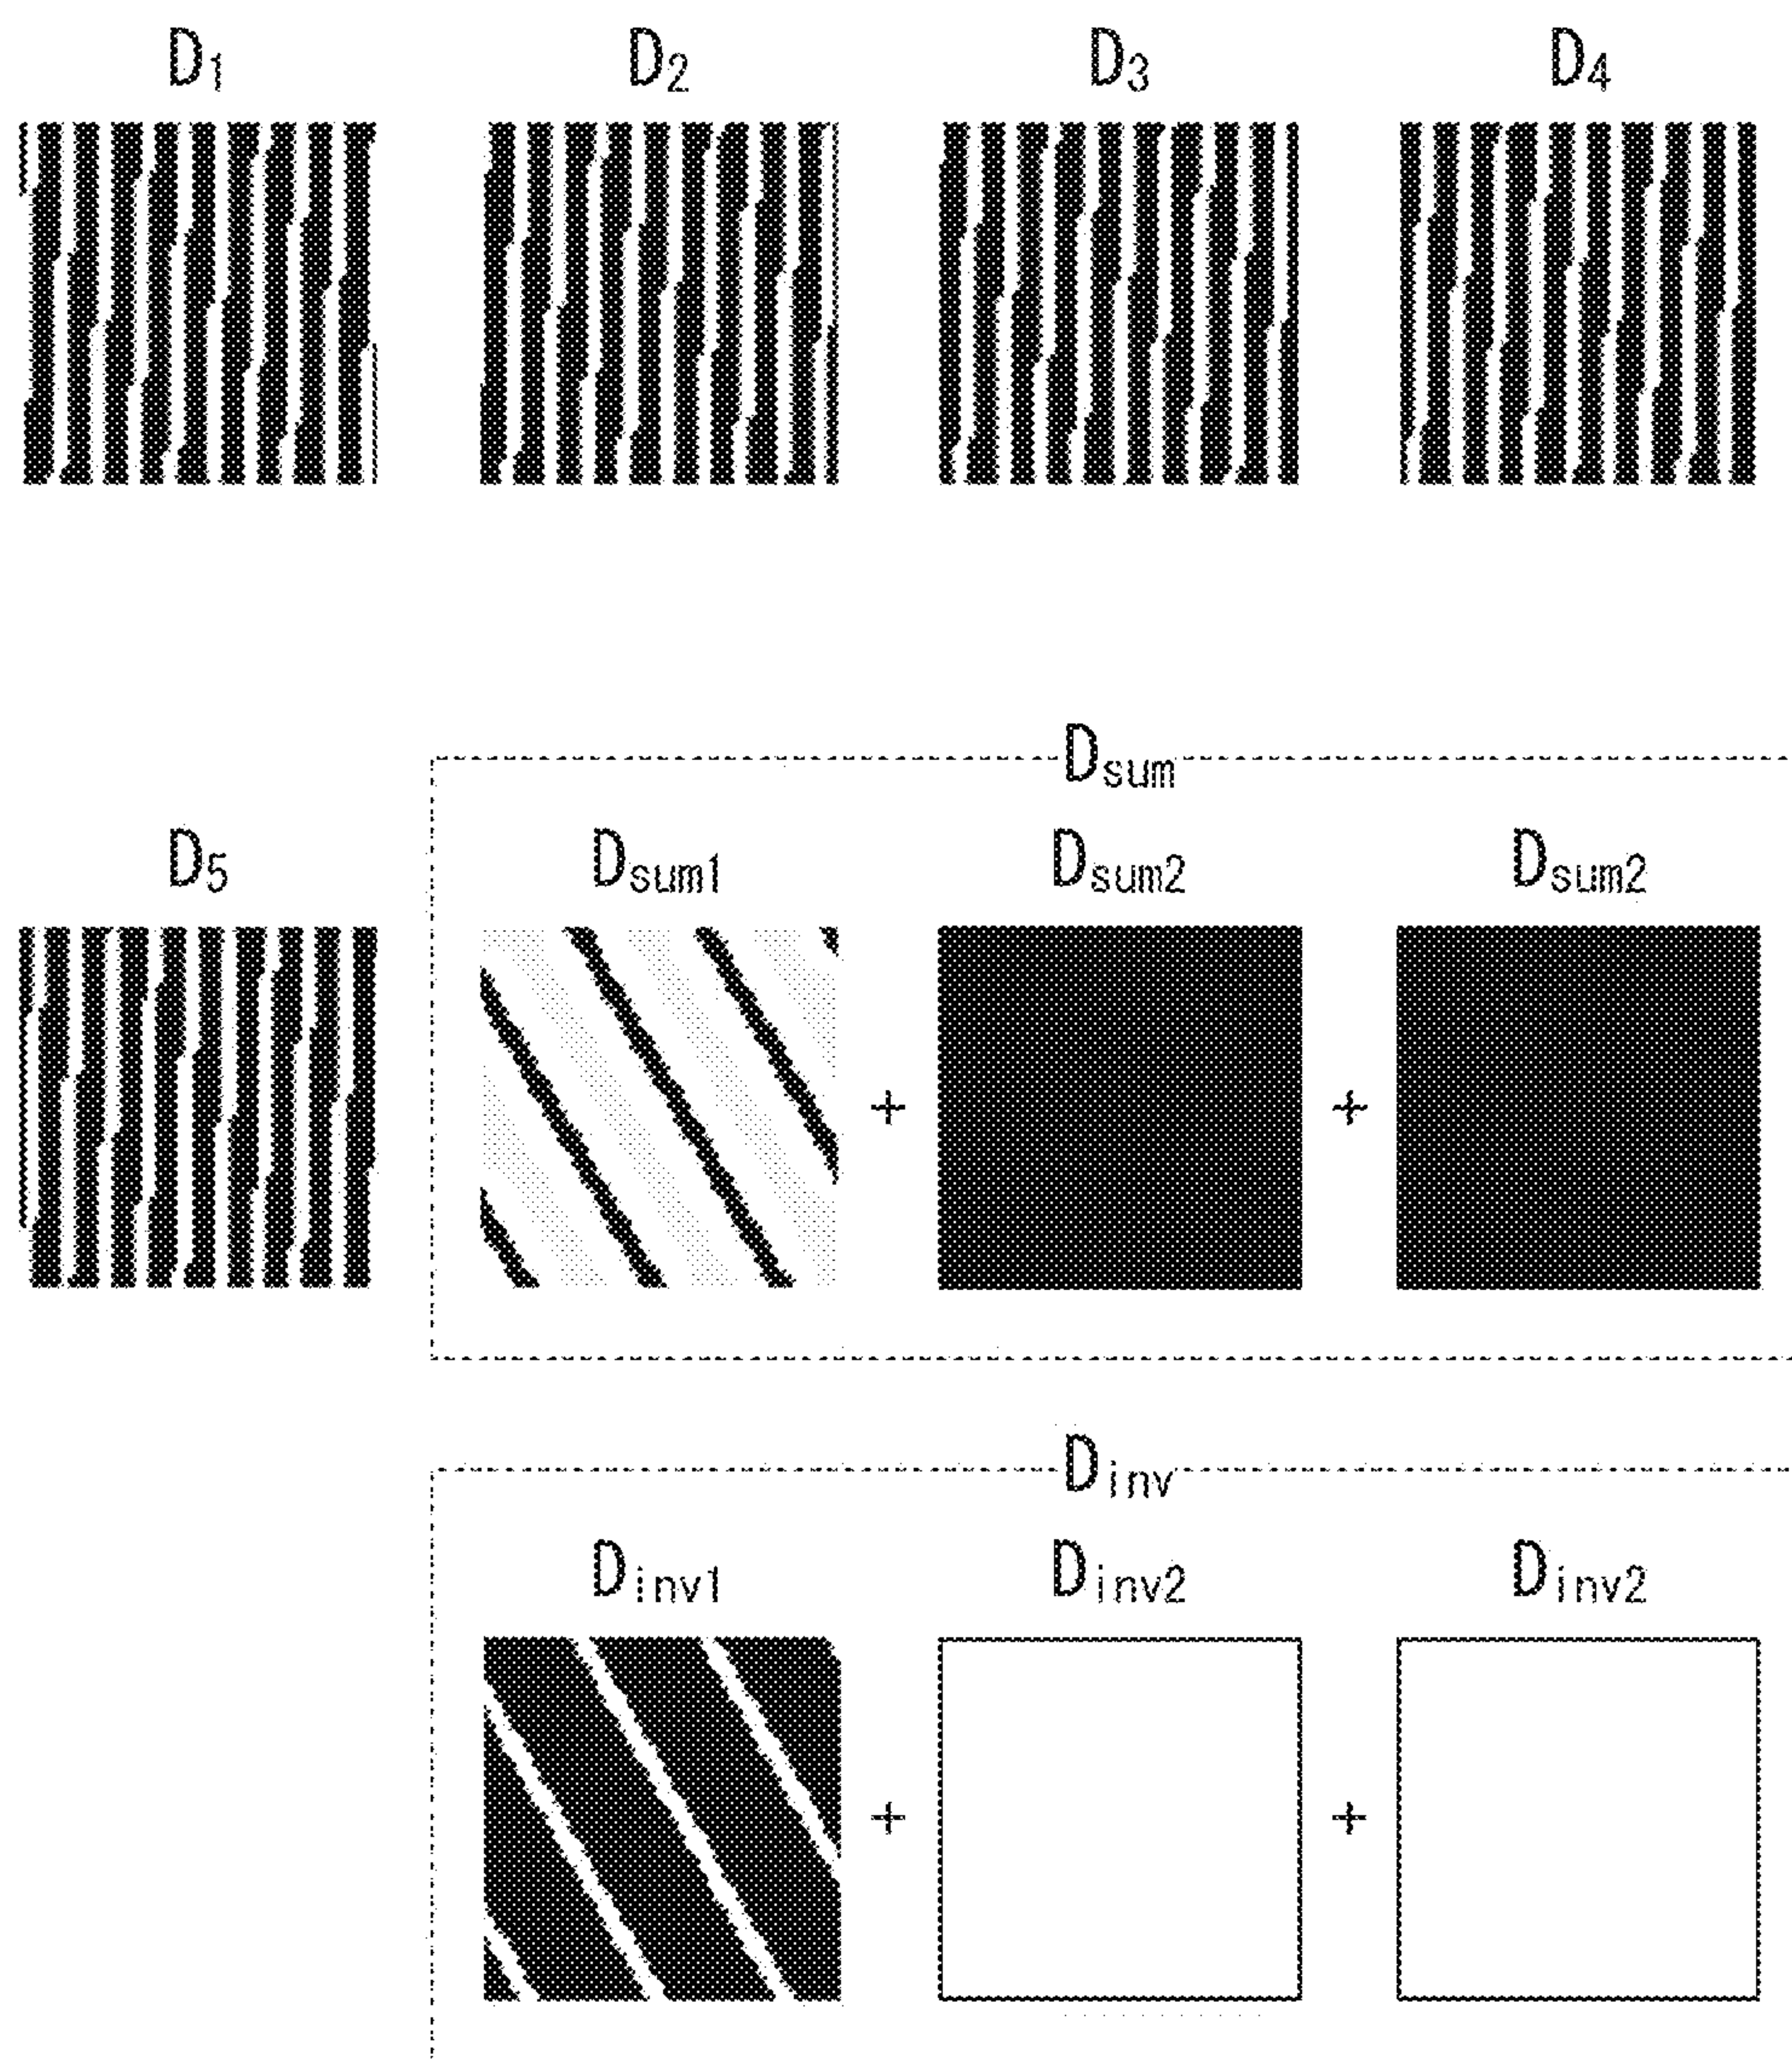 D1 D2 D3 D4
Dsum
D5 Dsum1 Dsum2 Dsum2
+ +
Dinv
Dinv1 Dinv2 Dinv2
+ +